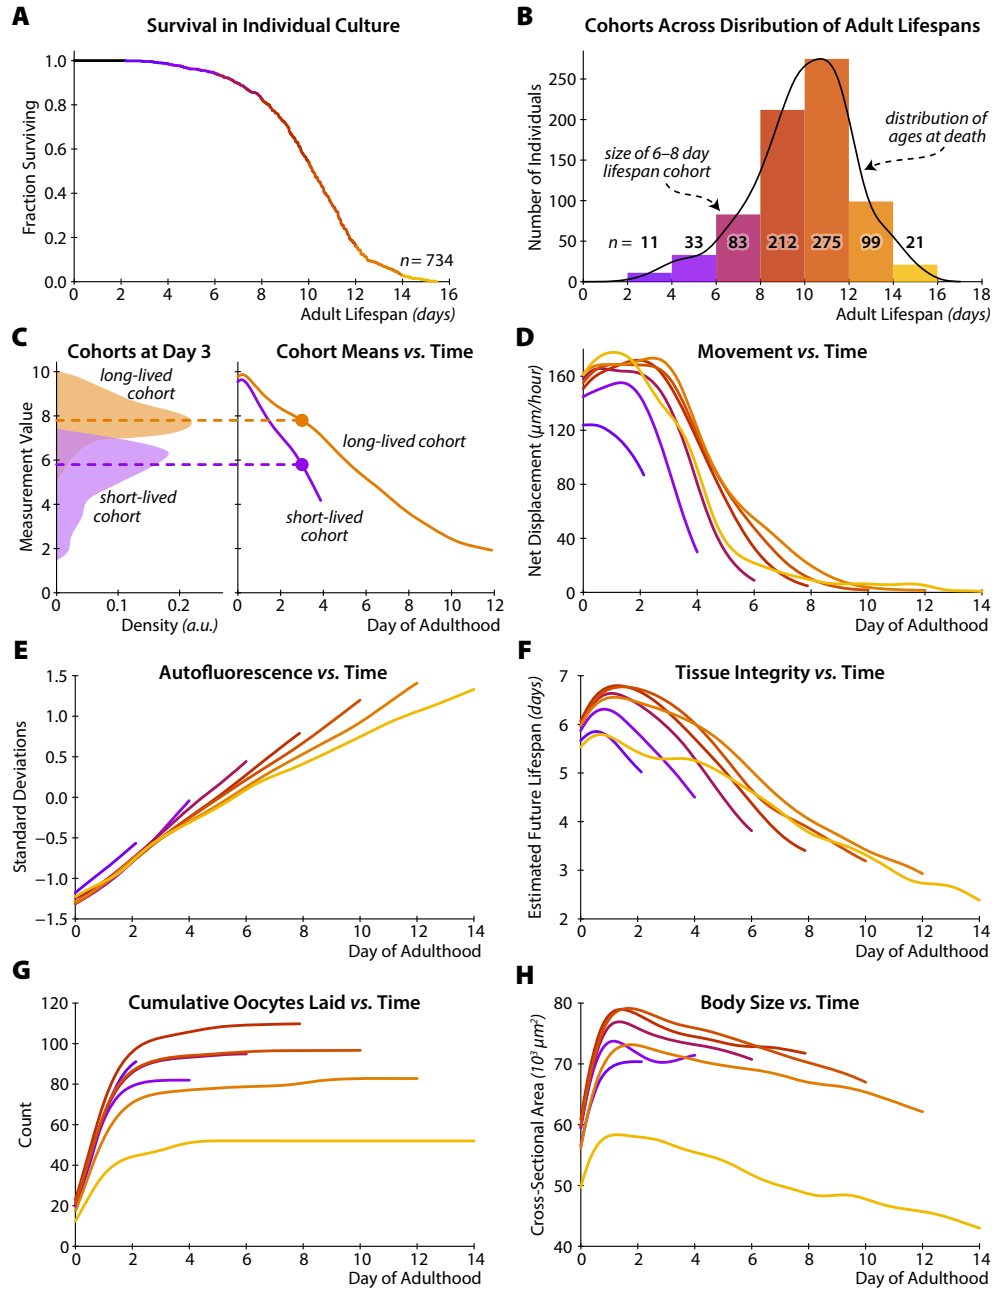 A
Survival in Individual Culture
Fraction Surviving
1.0
0.8
0.6
0.4
0.2
0.0
n = 734
0 2 4 6 8 10 12 14 16
Adult Lifespan (days)
B
Cohorts Across Disribution of Adult Lifespans
Number of Individuals
250
200
150
100
50
0
size of 6–8 day
lifespan cohort
distribution of
ages at death
n = 11 33 83 212 275 99 21
0 2 4 6 8 10 12 14 16 18
Adult Lifespan (days)
C
Cohorts at Day 3
Cohort Means vs. Time
Measurement Value
10
8
6
4
2
0
long-lived
cohort
short-lived
cohort
0 0.1 0.2
Density (a.u.)
long-lived cohort
short-lived
cohort
0 2 4 6 8 10 12
Day of Adulthood
D
Movement vs. Time
Net Displacement (μm/hour)
160
120
80
40
0
0 2 4 6 8 10 12 14
Day of Adulthood
E
Autofluorescence vs. Time
Standard Deviations
1.5
1.0
0.5
0.0
−0.5
−1.0
−1.5
0 2 4 6 8 10 12 14
Day of Adulthood
F
Tissue Integrity vs. Time
Estimated Future Lifespan (days)
7
6
5
4
3
2
0 2 4 6 8 10 12 14
Day of Adulthood
G
Cumulative Oocytes Laid vs. Time
Count
120
100
80
60
40
20
0
0 2 4 6 8 10 12 14
Day of Adulthood
H
Body Size vs. Time
Cross-Sectional Area (10³ μm²)
80
70
60
50
40
0 2 4 6 8 10 12 14
Day of Adulthood